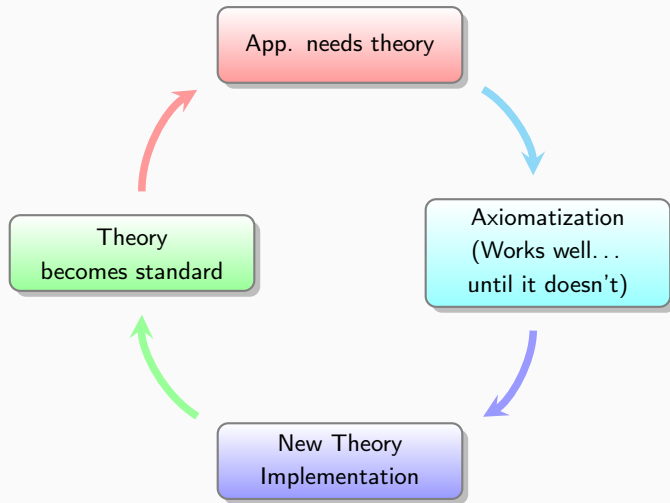 App. needs theory
Axiomatization
(Works well...
until it doesn't)
New Theory
Implementation
Theory
becomes standard